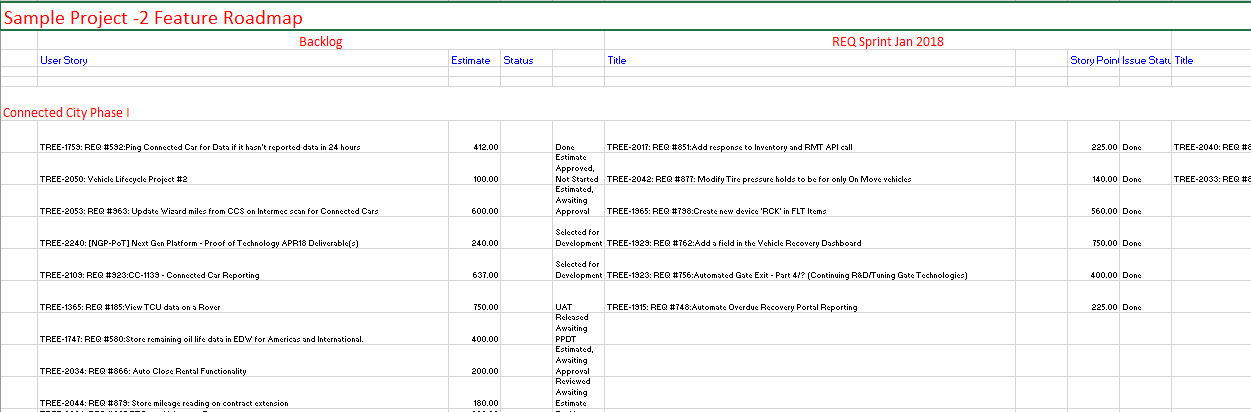 Sample Project -2 Feature Roadmap
Backlog REQ Sprint Jan 2018
User Story Estimate Status Title Story Point Issue Statu Title
Connected City Phase I
TREE-1759: REQ #592:Ping Connected Car for Data if it hasn't reported data in 24 hours 412.00 Done TREE-2017: REQ #851:Add response to Inventory and RMT API call 225.00 Done TREE-2040: REQ #8
Estimate
Approved,
TREE-2050: Vehicle Lifecycle Project #2 100.00 Not Started TREE-2042: REQ #877: Modify Tire pressure holds to be for only On Move vehicles 140.00 Done TREE-2033: REQ #8
Estimated,
Awaiting
TREE-2053: REQ #963: Update Wizard miles from CCS on Intermec scan for Connected Cars 600.00 Approval TREE-1965: REQ #798:Create new device 'RCK' in FLT Items 560.00 Done
Selected for
TREE-2240: [NGP-PoT] Next Gen Platform - Proof of Technology APR18 Deliverable(s) 240.00 Development TREE-1929: REQ #762:Add a field in the Vehicle Recovery Dashboard 750.00 Done
Selected for
TREE-2109: REQ #923:CC-1139 - Connected Car Reporting 637.00 Development TREE-1923: REQ #756:Automated Gate Exit - Part 4/? (Continuing R&D/Tuning Gate Technologies) 400.00 Done
TREE-1365: REQ #185:View TCU data on a Rover 750.00 UAT TREE-1915: REQ #748:Automate Overdue Recovery Portal Reporting 225.00 Done
Released
Awaiting
TREE-1747: REQ #580:Store remaining oil life data in EDW for Americas and International. 400.00 PPDT
Estimated,
Awaiting
TREE-2034: REQ #866: Auto Close Rental Functionality 200.00 Approval
Reviewed
Awaiting
TREE-2044: REQ #879: Store mileage reading on contract extension 180.00 Estimate